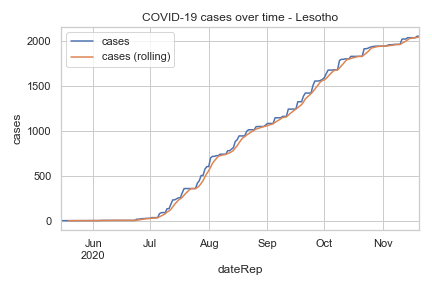 COVID-19 cases over time - Lesotho
cases
cases (rolling)
2000
1500
1000
500
0
cases
Jun
2020
Jul
Aug
Sep
Oct
Nov
dateRep